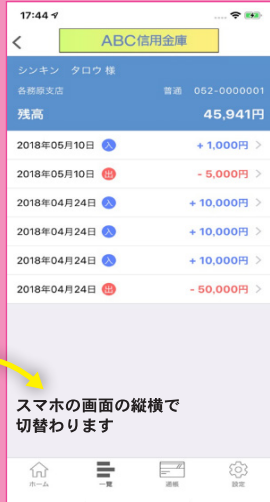 17:44
ABC信用金庫
シンキン タロウ 様
各務原支店 普通 052-0000001
残高 45,941円
2018年05月10日 入 + 1,000円
2018年05月10日 出 - 5,000円
2018年04月24日 入 + 10,000円
2018年04月24日 入 + 10,000円
2018年04月24日 入 + 10,000円
2018年04月24日 出 - 50,000円
スマホの画面の縦横で
切替わります
ホーム 一覧 通帳 設定